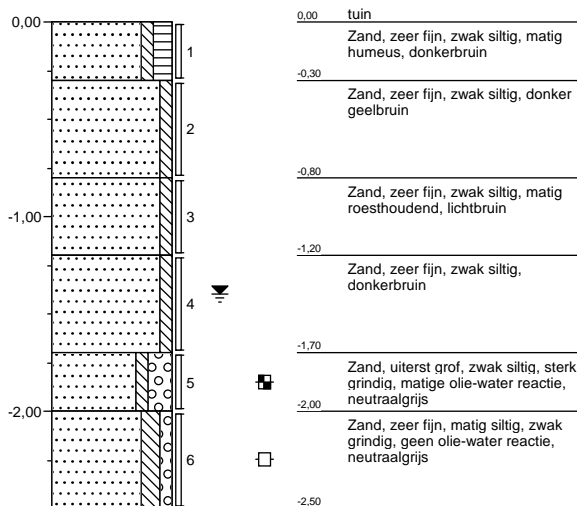 0,00
-1,00
-2,00
1
2
3
4
5
6
0,00 tuin
Zand, zeer fijn, zwak siltig, matig
humeus, donkerbruin
-0,30
Zand, zeer fijn, zwak siltig, donker
geelbruin
-0,80
Zand, zeer fijn, zwak siltig, matig
roesthoudend, lichtbruin
-1,20
Zand, zeer fijn, zwak siltig,
donkerbruin
-1,70
Zand, uiterst grof, zwak siltig, sterk
grindig, matige olie-water reactie,
neutraalgrijs
-2,00
Zand, zeer fijn, matig siltig, zwak
grindig, geen olie-water reactie,
neutraalgrijs
-2,50